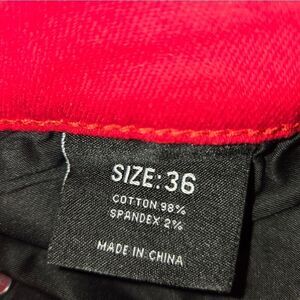 SIZE: 36
COTTON 98%
SPANDEX 2%
MADE IN CHINA